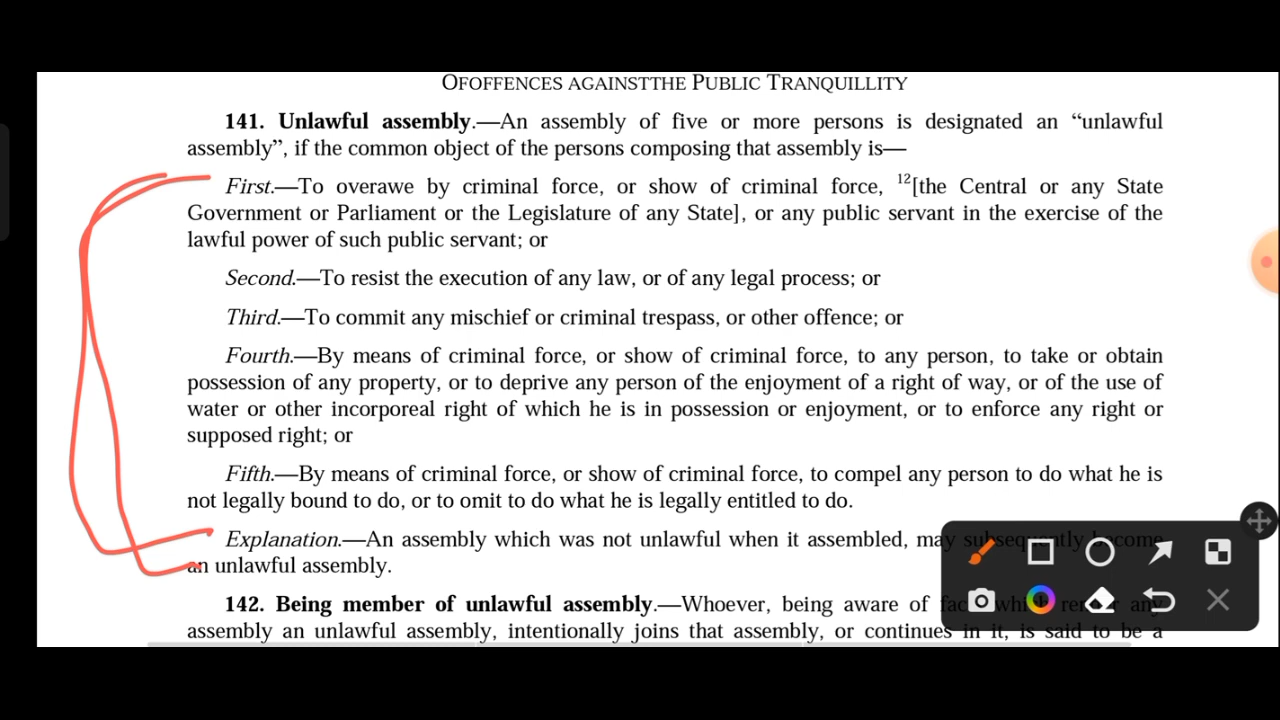 OFOFFENCES AGAINSTTHE PUBLIC TRANQUILLITY
141. Unlawful assembly.—An assembly of five or more persons is designated an “unlawful
assembly”, if the common object of the persons composing that assembly is—
First.—To overawe by criminal force, or show of criminal force, 12[the Central or any State
Government or Parliament or the Legislature of any State], or any public servant in the exercise of the
lawful power of such public servant; or
Second.—To resist the execution of any law, or of any legal process; or
Third.—To commit any mischief or criminal trespass, or other offence; or
Fourth.—By means of criminal force, or show of criminal force, to any person, to take or obtain
possession of any property, or to deprive any person of the enjoyment of a right of way, or of the use of
water or other incorporeal right of which he is in possession or enjoyment, or to enforce any right or
supposed right; or
Fifth.—By means of criminal force, or show of criminal force, to compel any person to do what he is
not legally bound to do, or to omit to do what he is legally entitled to do.
Explanation.—An assembly which was not unlawful when it assembled, may subsequently become
an unlawful assembly.
142. Being member of unlawful assembly.—Whoever, being aware of facts which render any
assembly an unlawful assembly, intentionally joins that assembly, or continues in it, is said to be a